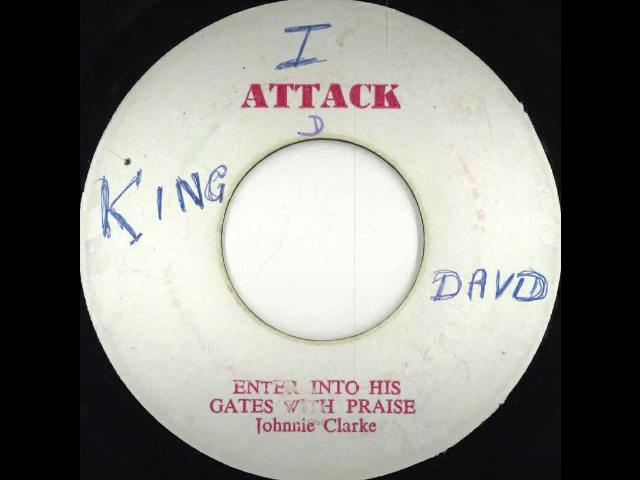 I
ATTACK
D
KING
DAVD
ENTER INTO HIS
GATES WITH PRAISE
Johnnie Clarke